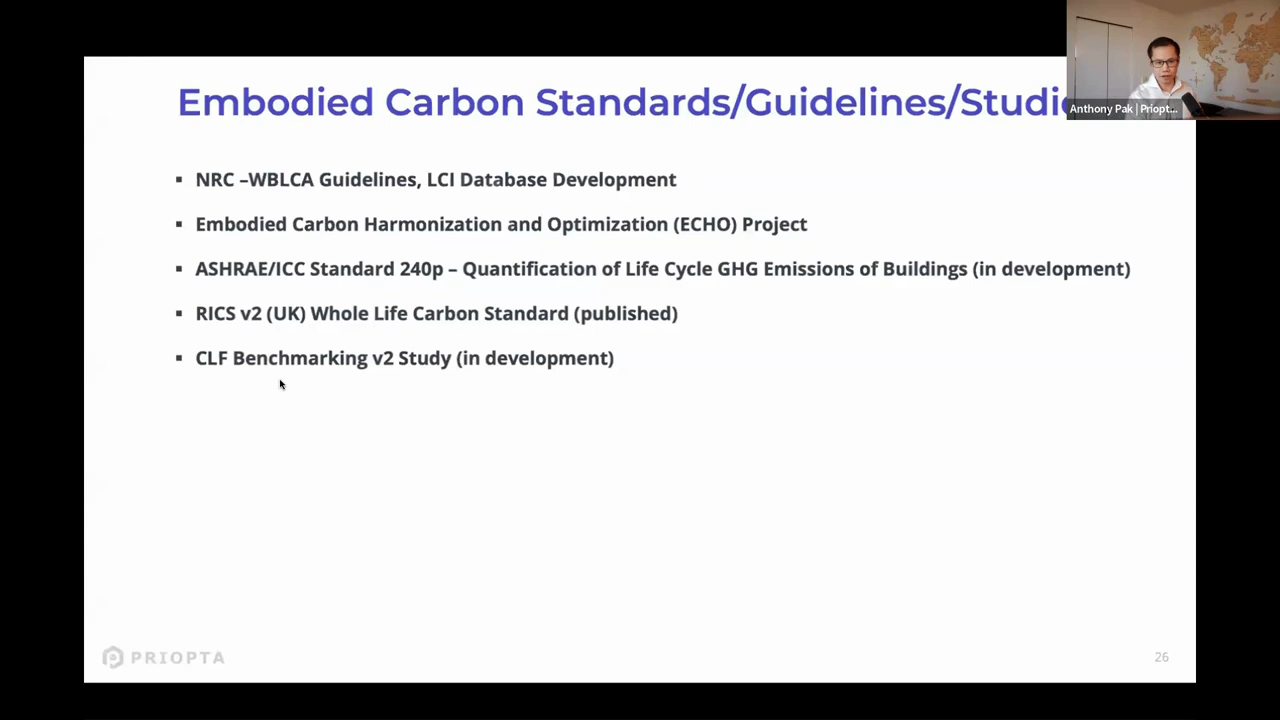 Embodied Carbon Standards/Guidelines/Studie
Anthony Pak | Priopt...
▪ NRC –WBLCA Guidelines, LCI Database Development
▪ Embodied Carbon Harmonization and Optimization (ECHO) Project
▪ ASHRAE/ICC Standard 240p – Quantification of Life Cycle GHG Emissions of Buildings (in development)
▪ RICS v2 (UK) Whole Life Carbon Standard (published)
▪ CLF Benchmarking v2 Study (in development)
PRIOPTA
26